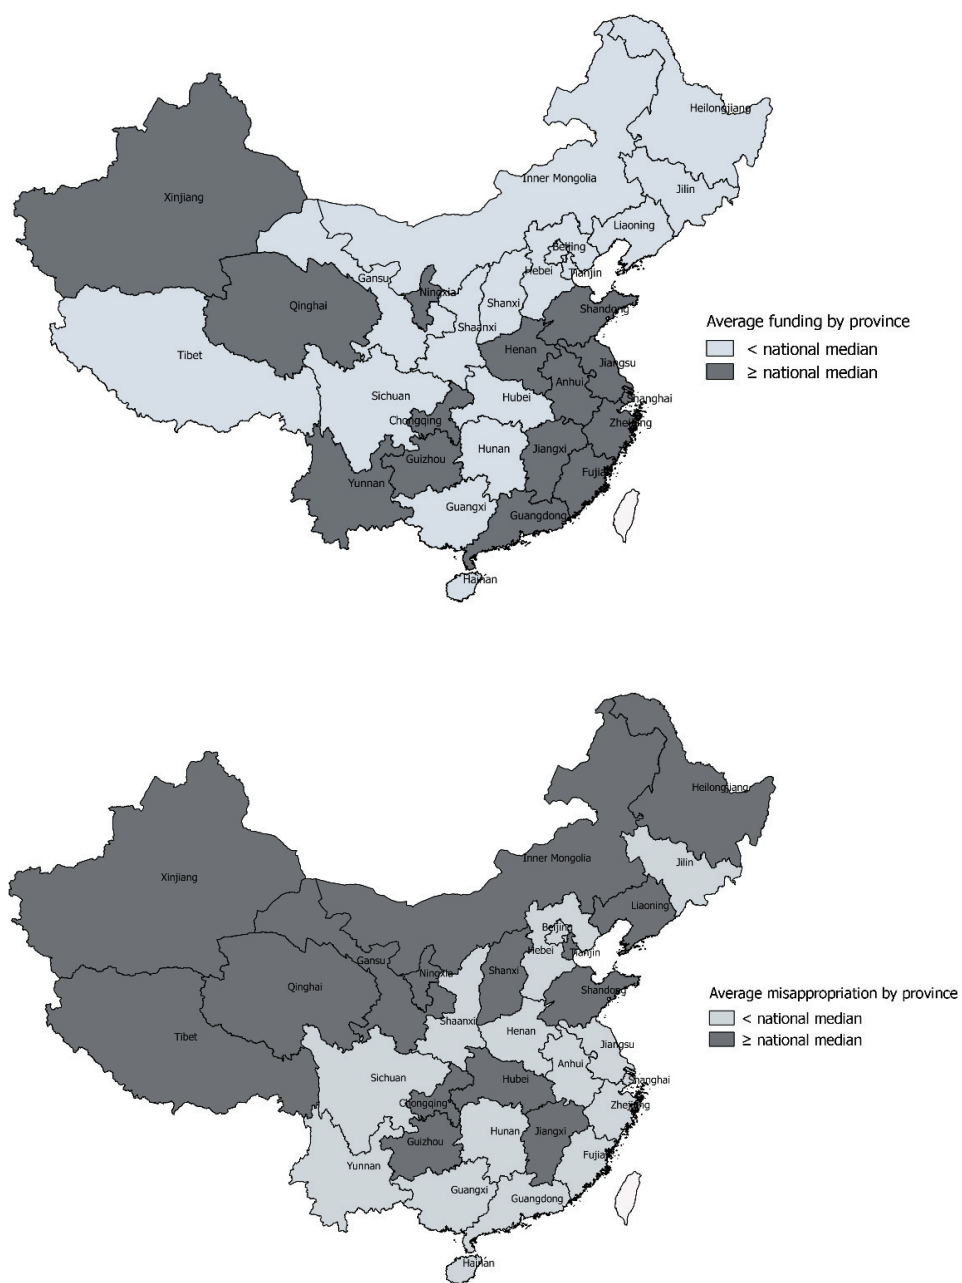 Heilongjiang
Inner Mongolia
Jilin
Xinjiang
Liaoning
Beijing
Hebei
Tianjin
Gansu
Ningxia
Shanxi
Qinghai
Shandong
Shaanxi
Average funding by province
Henan
< national median
Tibet
Jiangsu
≥ national median
Anhui
Sichuan
Hubei
Shanghai
Chongqing
Zhejiang
Hunan
Jiangxi
Guizhou
Fujian
Yunnan
Guangxi
Guangdong
Hainan
Heilongjiang
Inner Mongolia
Jilin
Xinjiang
Liaoning
Beijing
Hebei
Tianjin
Gansu
Ningxia
Shanxi
Qinghai
Shandong
Average misappropriation by province
Shaanxi
< national median
Henan
Tibet
Jiangsu
≥ national median
Anhui
Sichuan
Hubei
Shanghai
Chongqing
Zhejiang
Hunan
Jiangxi
Guizhou
Fujian
Yunnan
Guangxi
Guangdong
Hainan